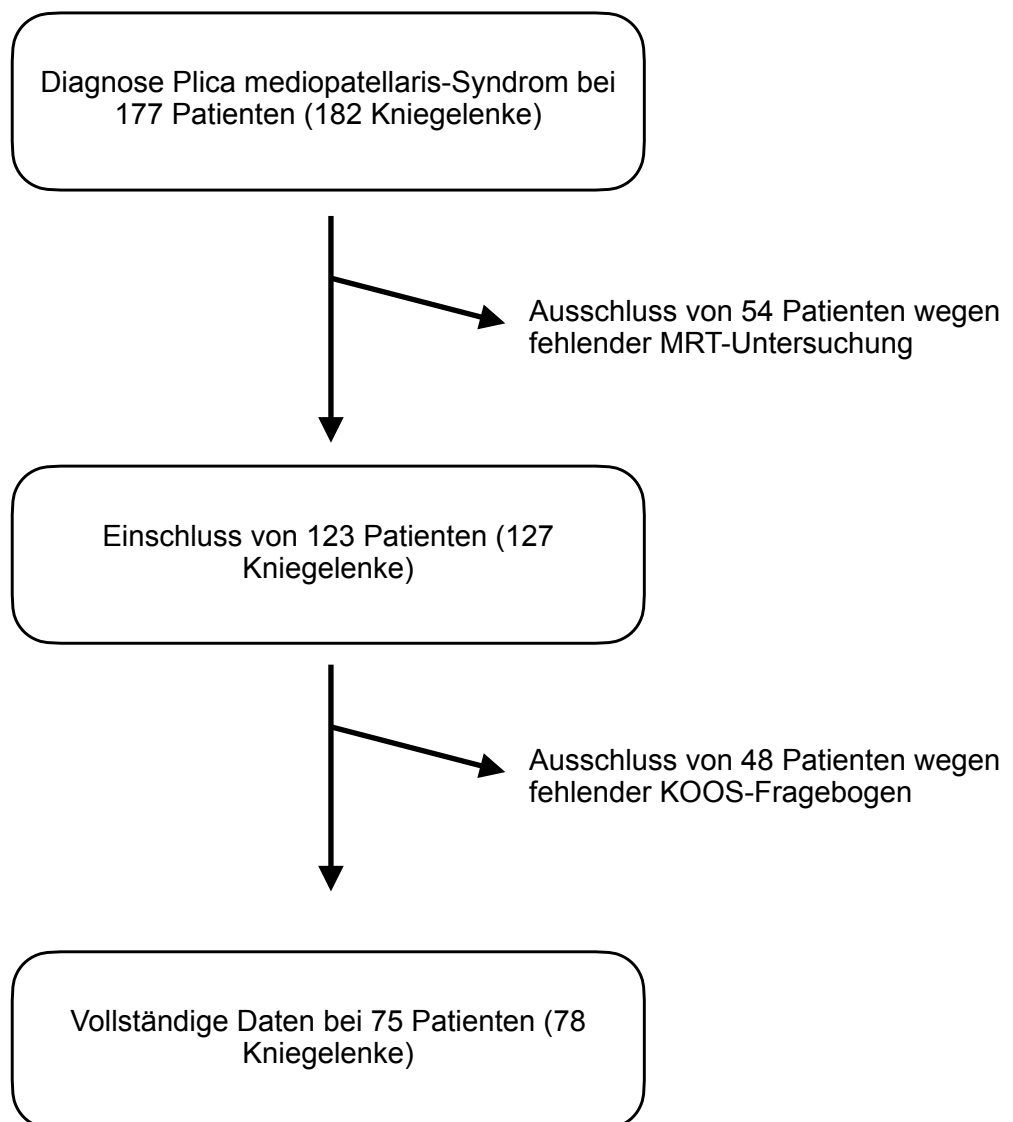 Diagnose Plica mediopatellaris-Syndrom bei
177 Patienten (182 Kniegelenke)
Ausschluss von 54 Patienten wegen
fehlender MRT-Untersuchung
Einschluss von 123 Patienten (127
Kniegelenke)
Ausschluss von 48 Patienten wegen
fehlender KOOS-Fragebogen
Vollständige Daten bei 75 Patienten (78
Kniegelenke)